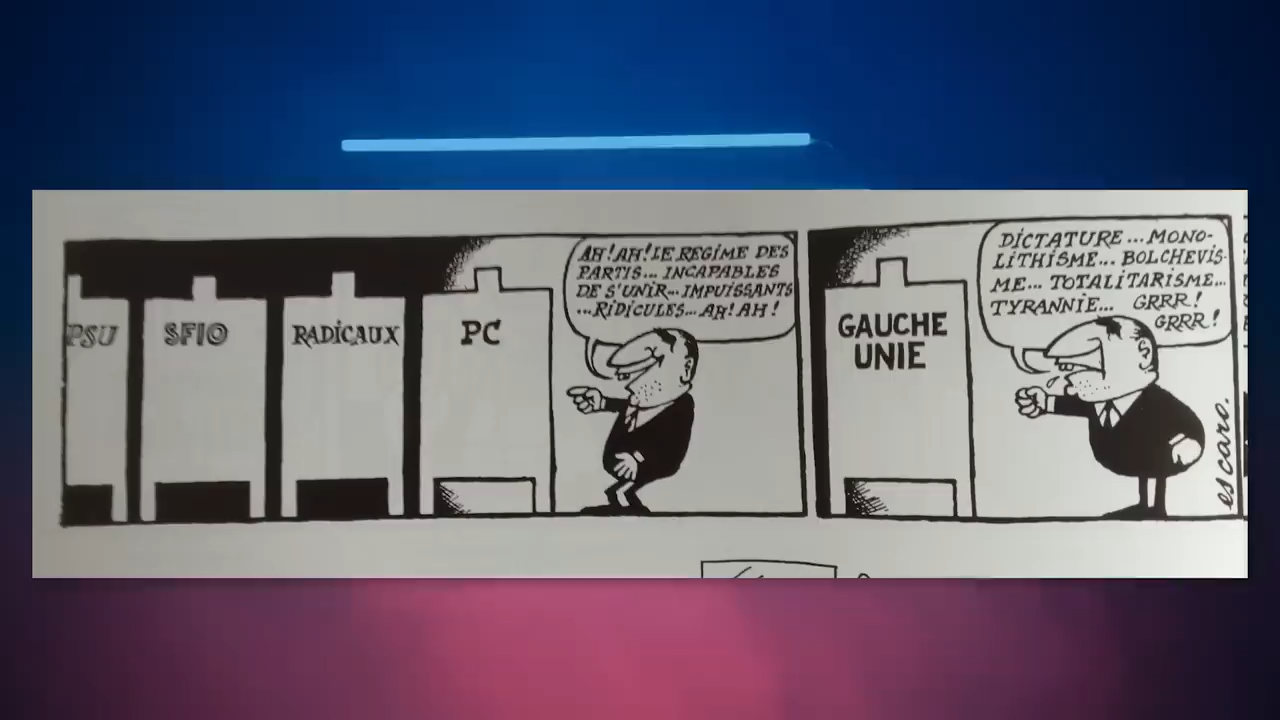 PSU
SFIO
RADICAUX
PC
AH! AH! LE REGIME DES
PARTIS... INCAPABLES
DE S'UNIR... IMPUISSANTS
...RIDICULES... AH! AH!
GAUCHE
UNIE
DICTATURE... MONO-
LITHISME... BOLCHEVIS-
ME... TOTALITARISME...
TYRANNIE... GRRR!
GRRR!
escaro.